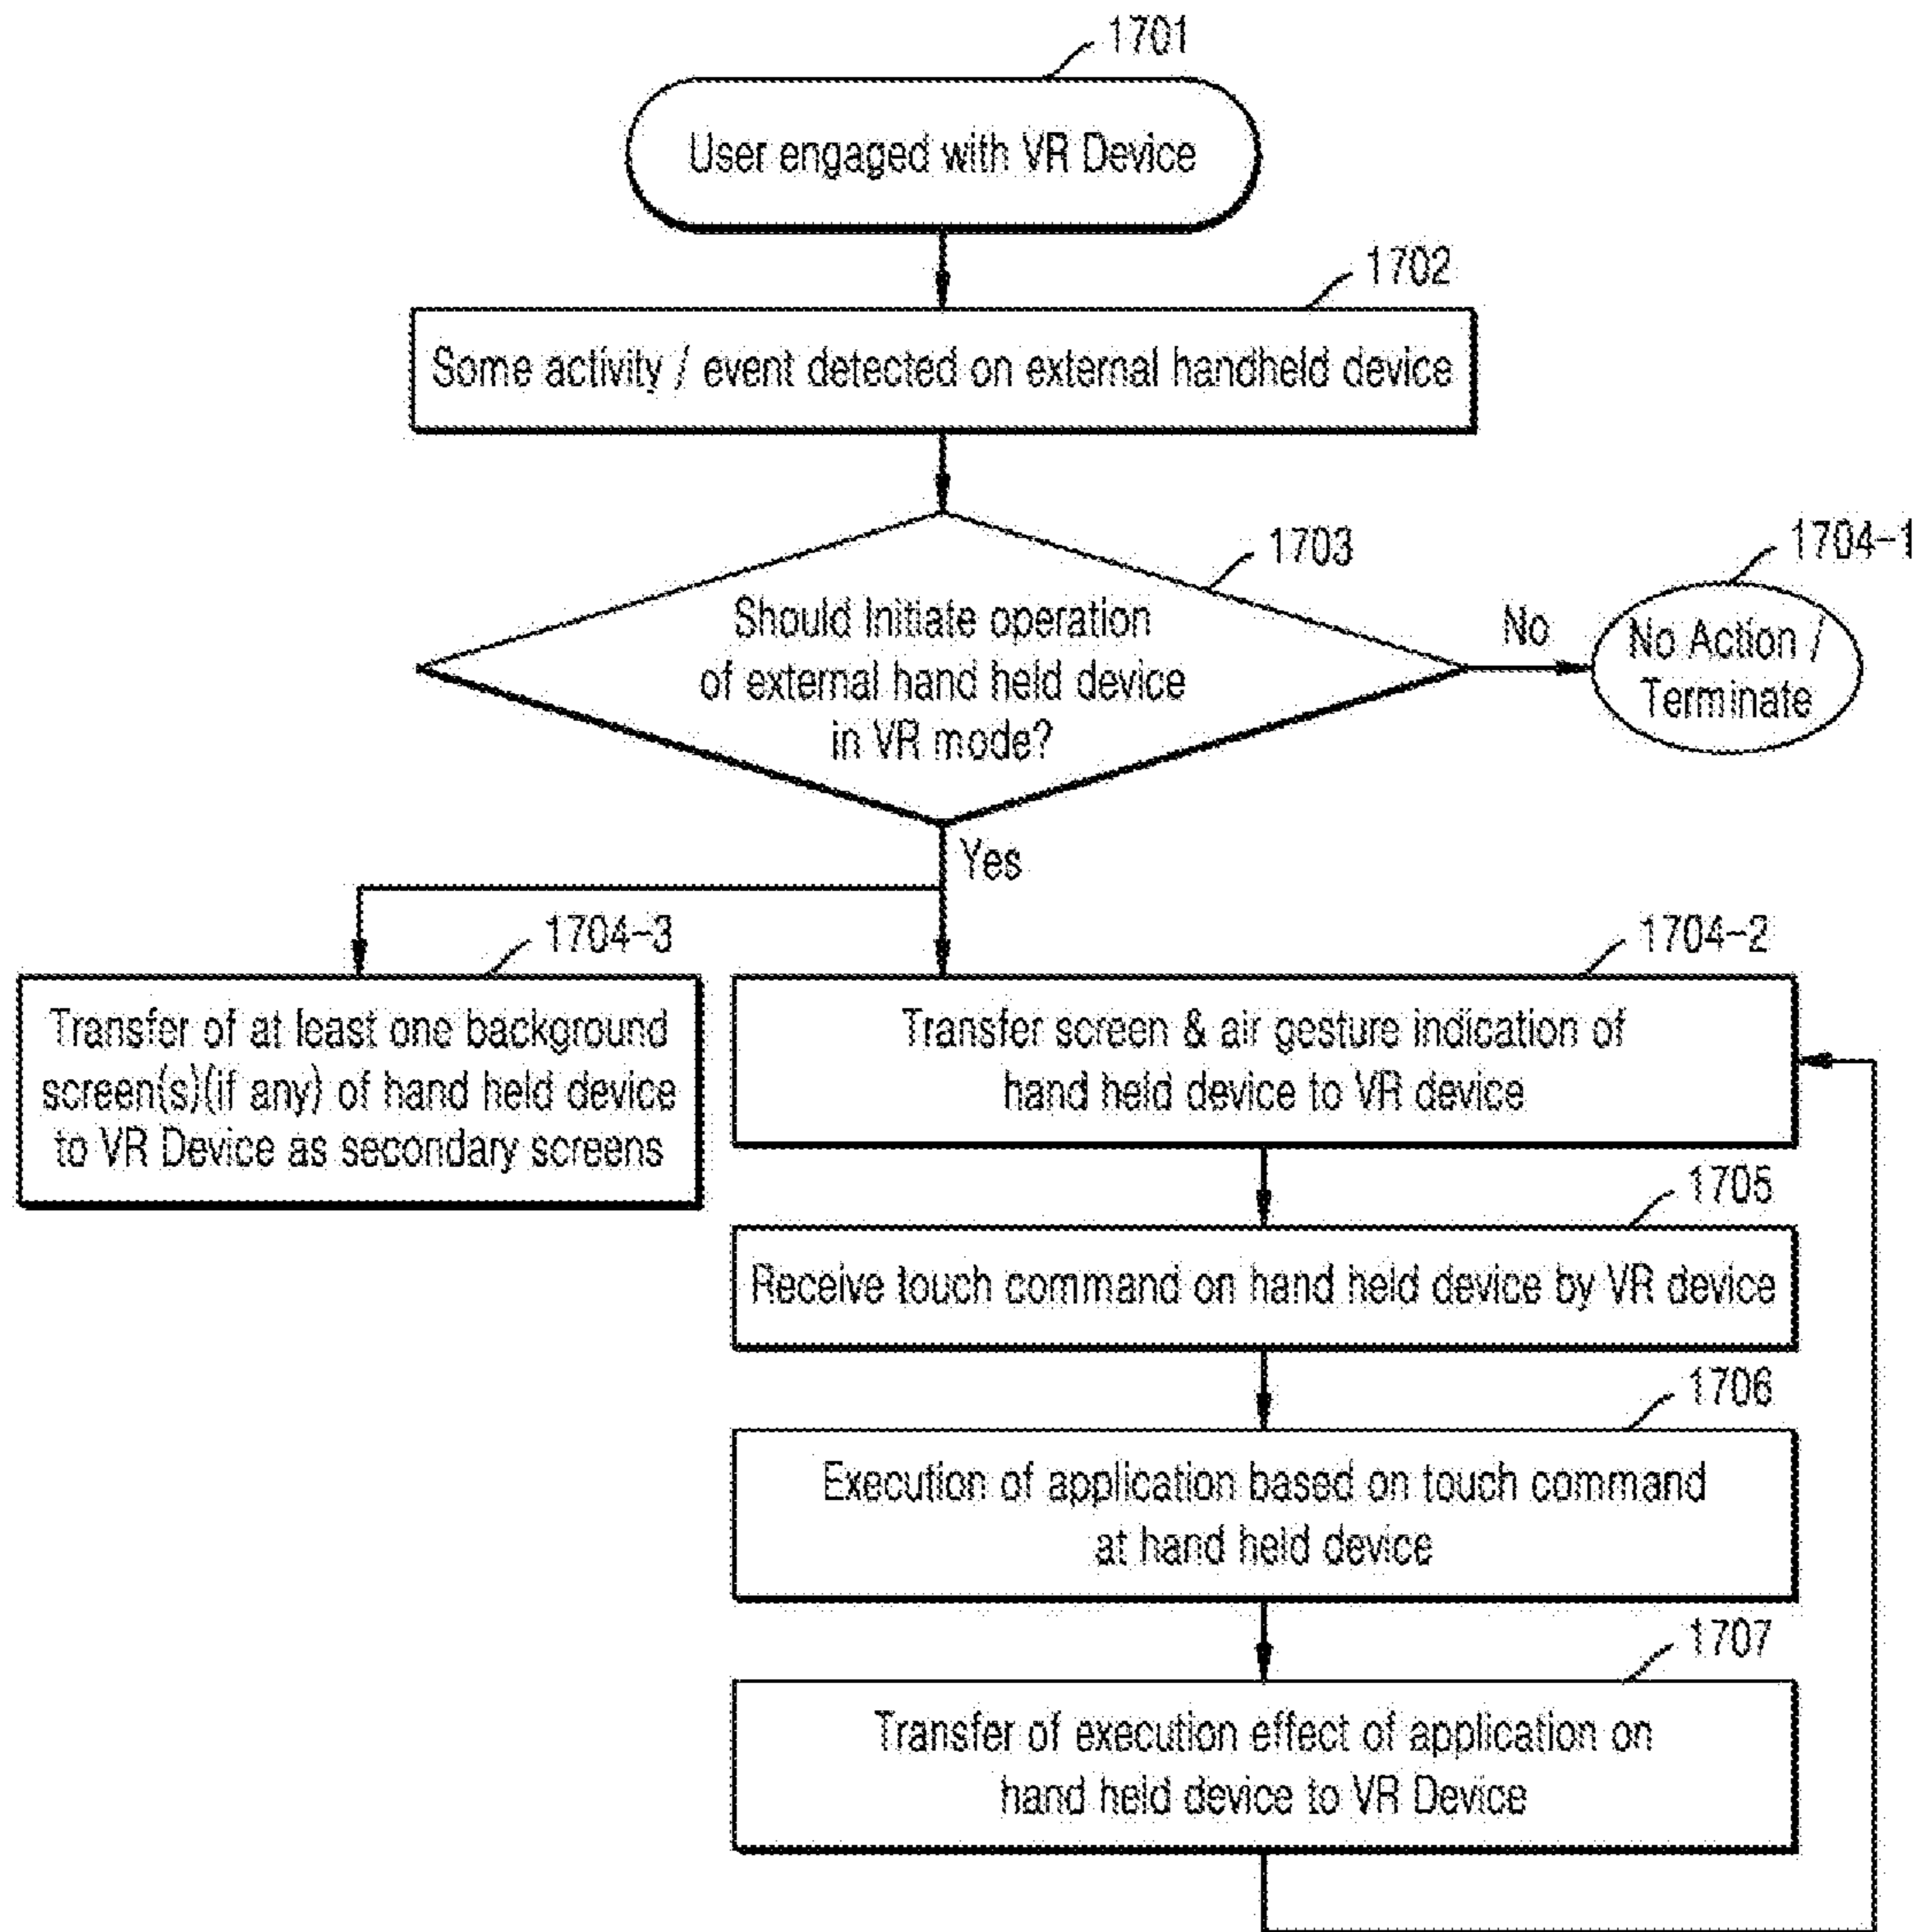 1701
User engaged with VR Device
1702
Some activity / event detected on external handheld device
1703
Should Initiate operation
of external hand held device
in VR mode?
No
1704-1
No Action /
Terminate
Yes
1704-3
Transfer of at least one background
screen(s)(if any) of hand held device
to VR Device as secondary screens
1704-2
Transfer screen & air gesture indication of
hand held device to VR device
1705
Receive touch command on hand held device by VR device
1706
Execution of application based on touch command
at hand held device
1707
Transfer of execution effect of application on
hand held device to VR Device